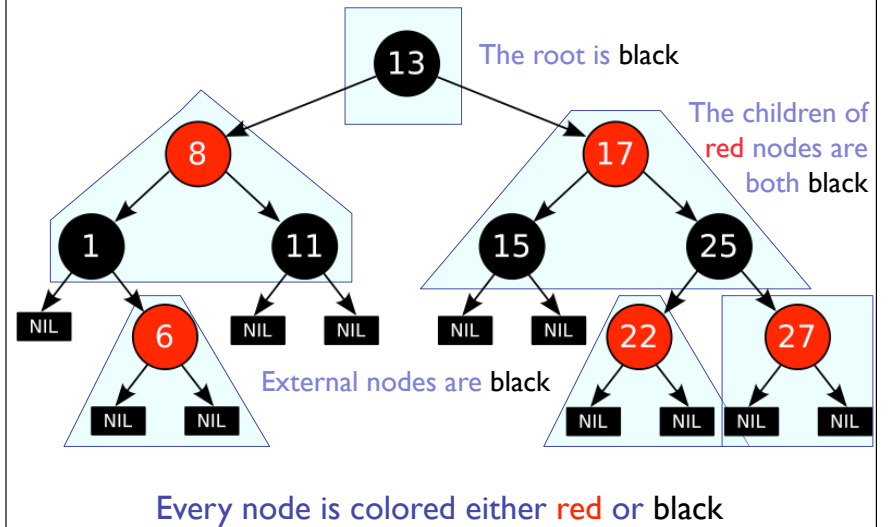 13
The root is black
The children of
red nodes are
both black
8
17
1
11
15
25
NIL
6
NIL
NIL
NIL
NIL
22
27
External nodes are black
NIL
NIL
NIL
NIL
NIL
NIL
Every node is colored either red or black